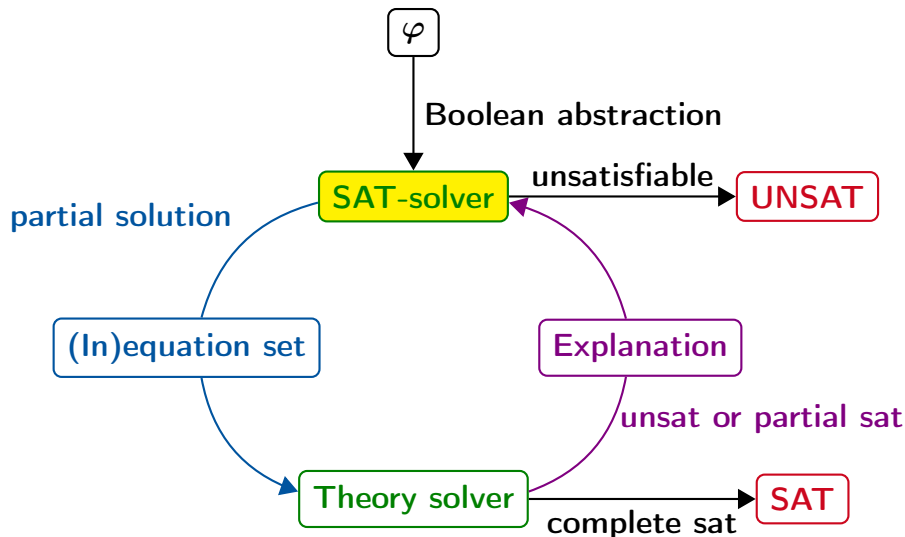 φ
Boolean abstraction
SAT-solver
unsatisfiable
UNSAT
partial solution
(In)equation set
Explanation
unsat or partial sat
Theory solver
complete sat
SAT